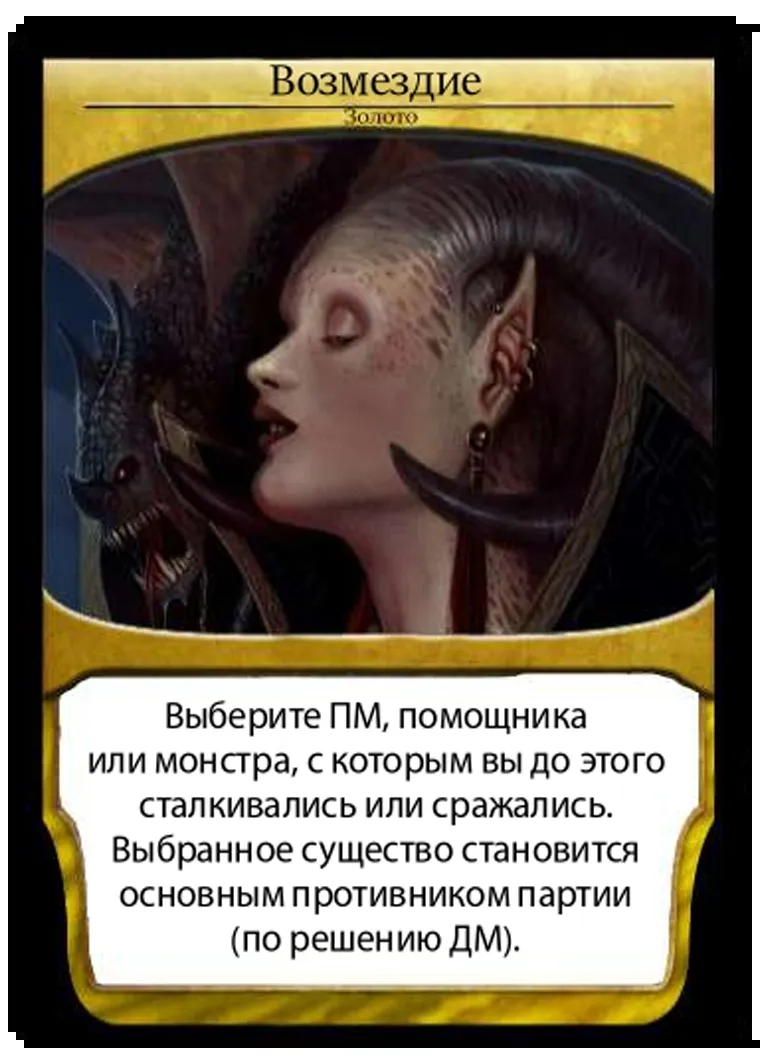 Возмездие
Золото
Выберите ПМ, помощника
или монстра, с которым вы до этого
сталкивались или сражались.
Выбранное существо становится
основным противником партии
(по решению ДМ).